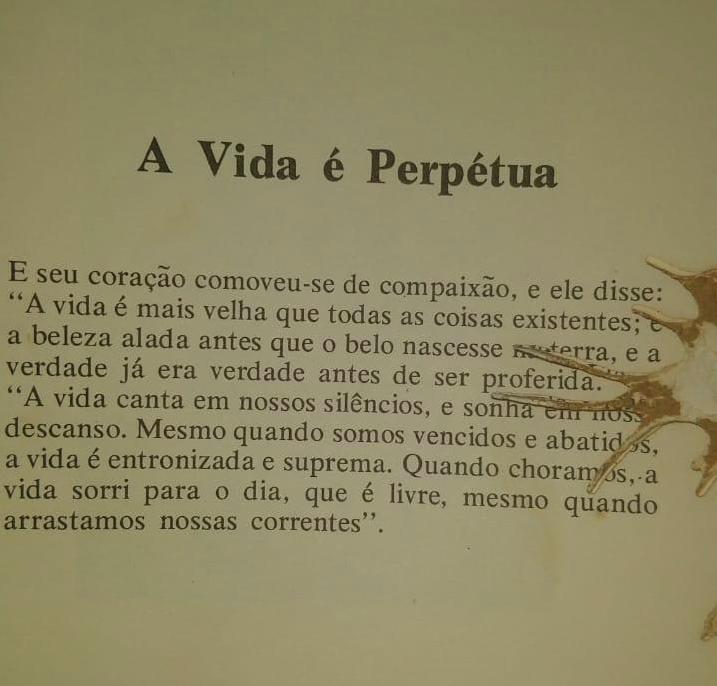 A Vida é Perpétua
E seu coração comoveu-se de compaixão, e ele disse:
“A vida é mais velha que todas as coisas existentes; e
a beleza alada antes que o belo nascesse na terra, e a
verdade já era verdade antes de ser proferida.
“A vida canta em nossos silêncios, e sonha em
descanso. Mesmo quando somos vencidos e abatidos,
a vida é entronizada e suprema. Quando choramos, a
vida sorri para o dia, que é livre, mesmo quando
arrastamos nossas correntes”.